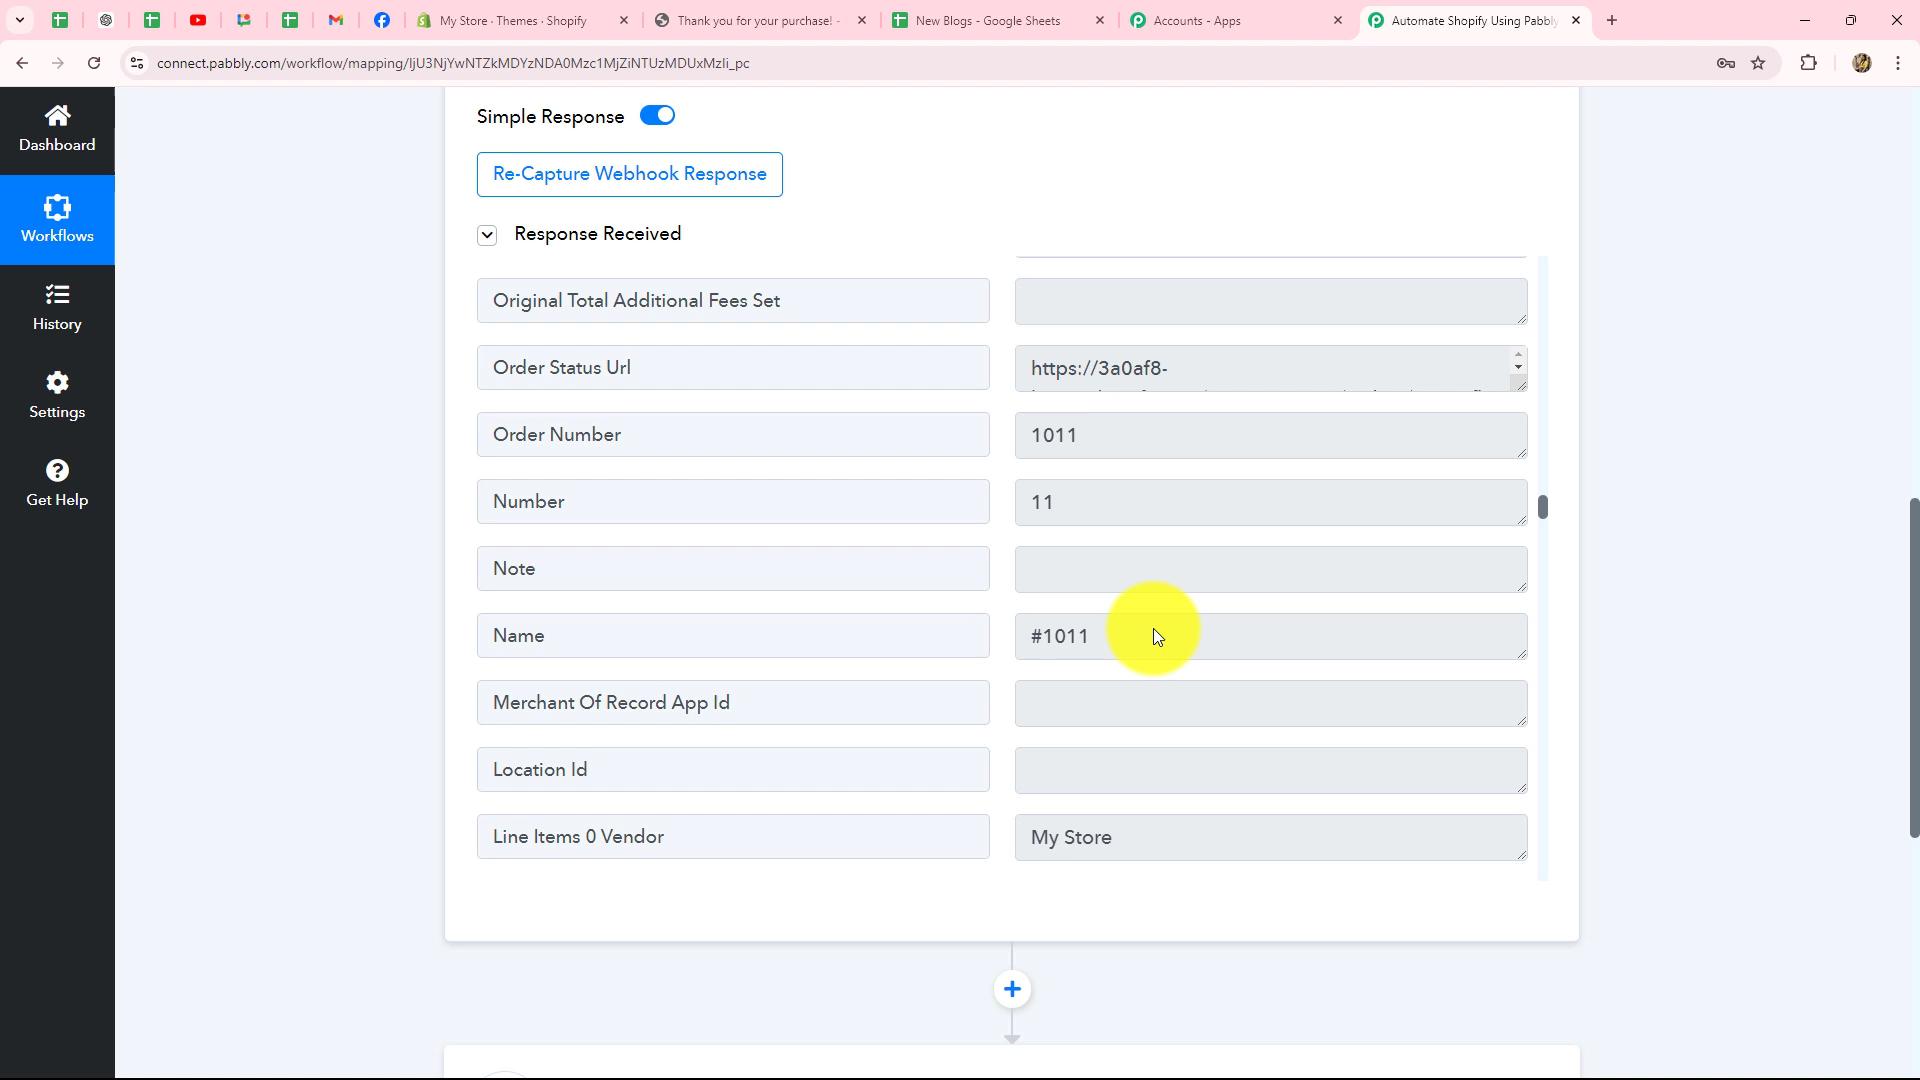 My Store · Themes · Shopify
Thank you for your purchase! -
New Blogs - Google Sheets
Accounts - Apps
Automate Shopify Using Pabbly
connect.pabbly.com/workflow/mapping/IjU3NjYwNTZkMDYzNDA0Mzc1MjZiNTUzMDUxMzIi_pc
Dashboard
Workflows
History
Settings
Get Help
Simple Response
Re-Capture Webhook Response
Response Received
Original Total Additional Fees Set
Order Status Url
https://3a0af8-
Order Number
1011
Number
11
Note
Name
#1011
Merchant Of Record App Id
Location Id
Line Items 0 Vendor
My Store